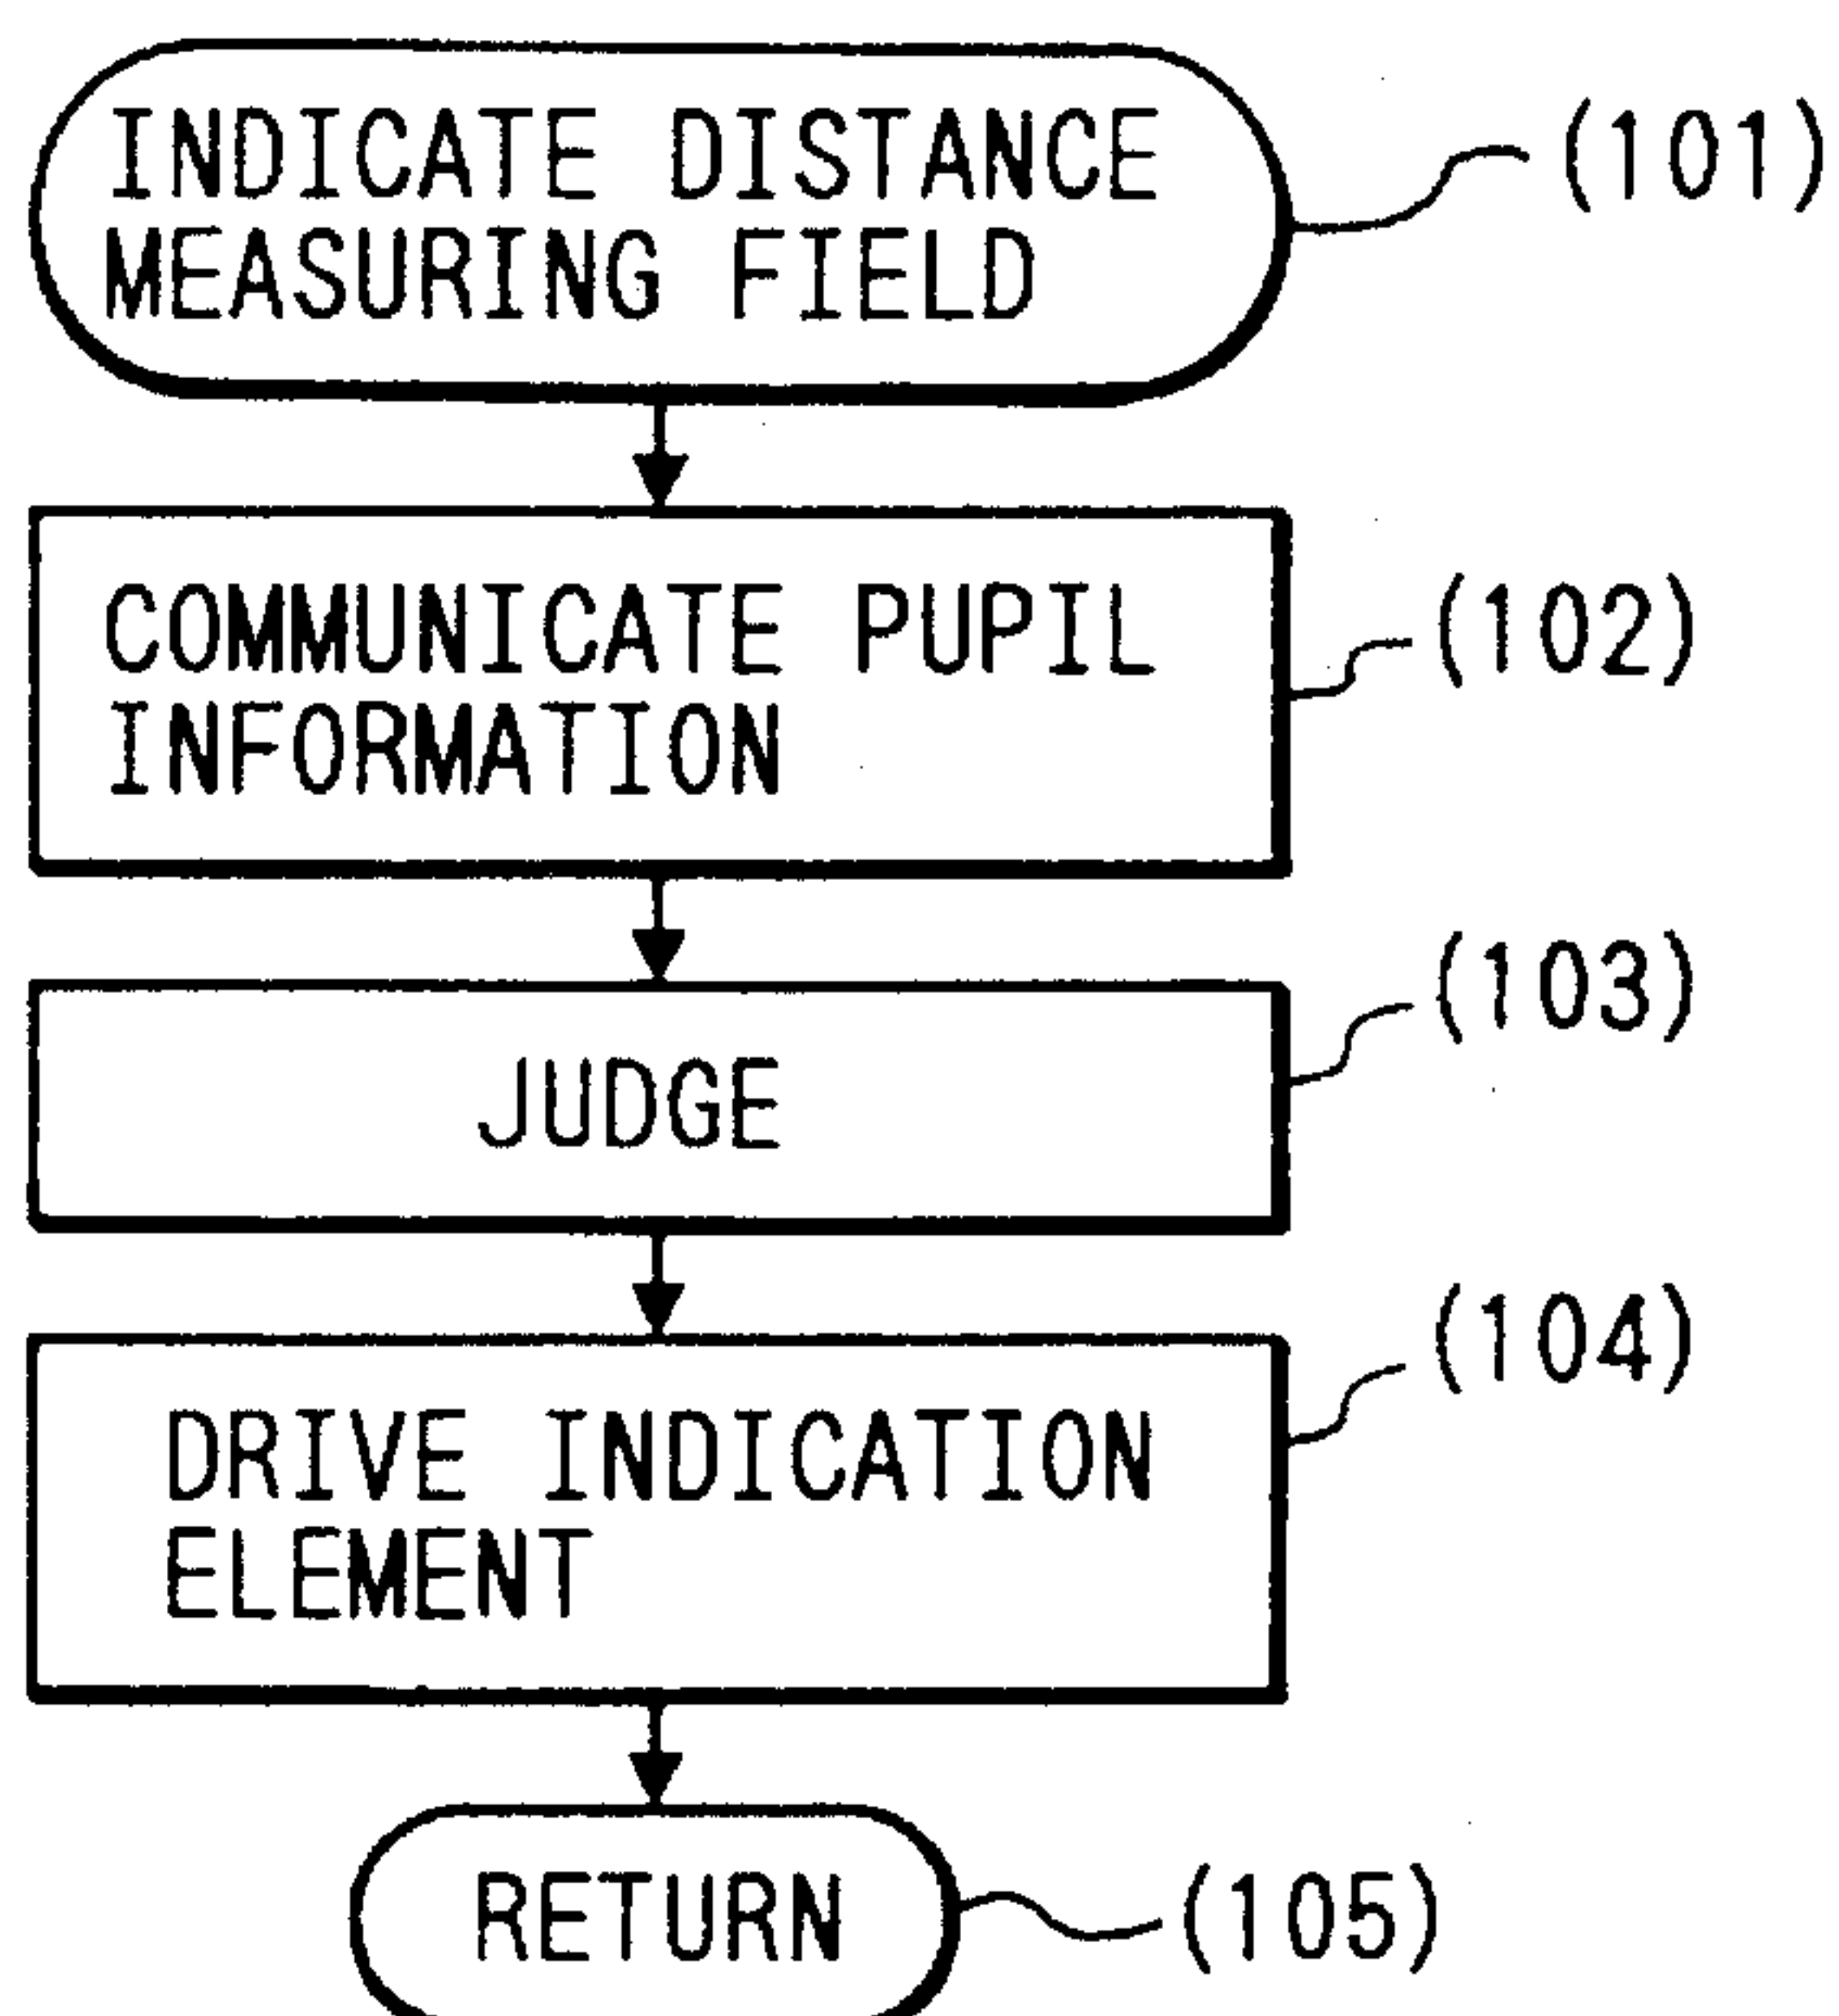 INDICATE DISTANCE
MEASURING FIELD
(101)
COMMUNICATE PUPIL
INFORMATION
(102)
JUDGE
(103)
DRIVE INDICATION
ELEMENT
(104)
RETURN
(105)